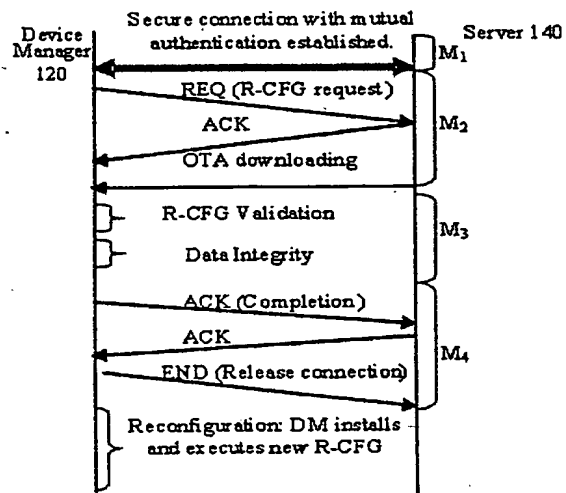 Device
Manager
120
Secure connection with mutual
authentication established.
Server 140
M1
REQ (R-CFG request)
ACK
M2
OTA downloading
R-CFG Validation
M3
Data Integrity
ACK (Completion)
ACK
M4
END (Release connection)
Reconfiguration: DM installs
and executes new R-CFG